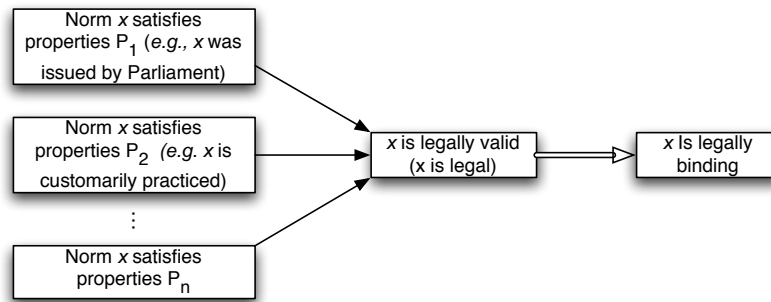 Norm x satisfies
properties P1 (e.g., x was
issued by Parliament)
Norm x satisfies
properties P2 (e.g. x is
customarily practiced)
⋮
Norm x satisfies
properties Pn
x is legally valid
(x is legal)
x Is legally
binding